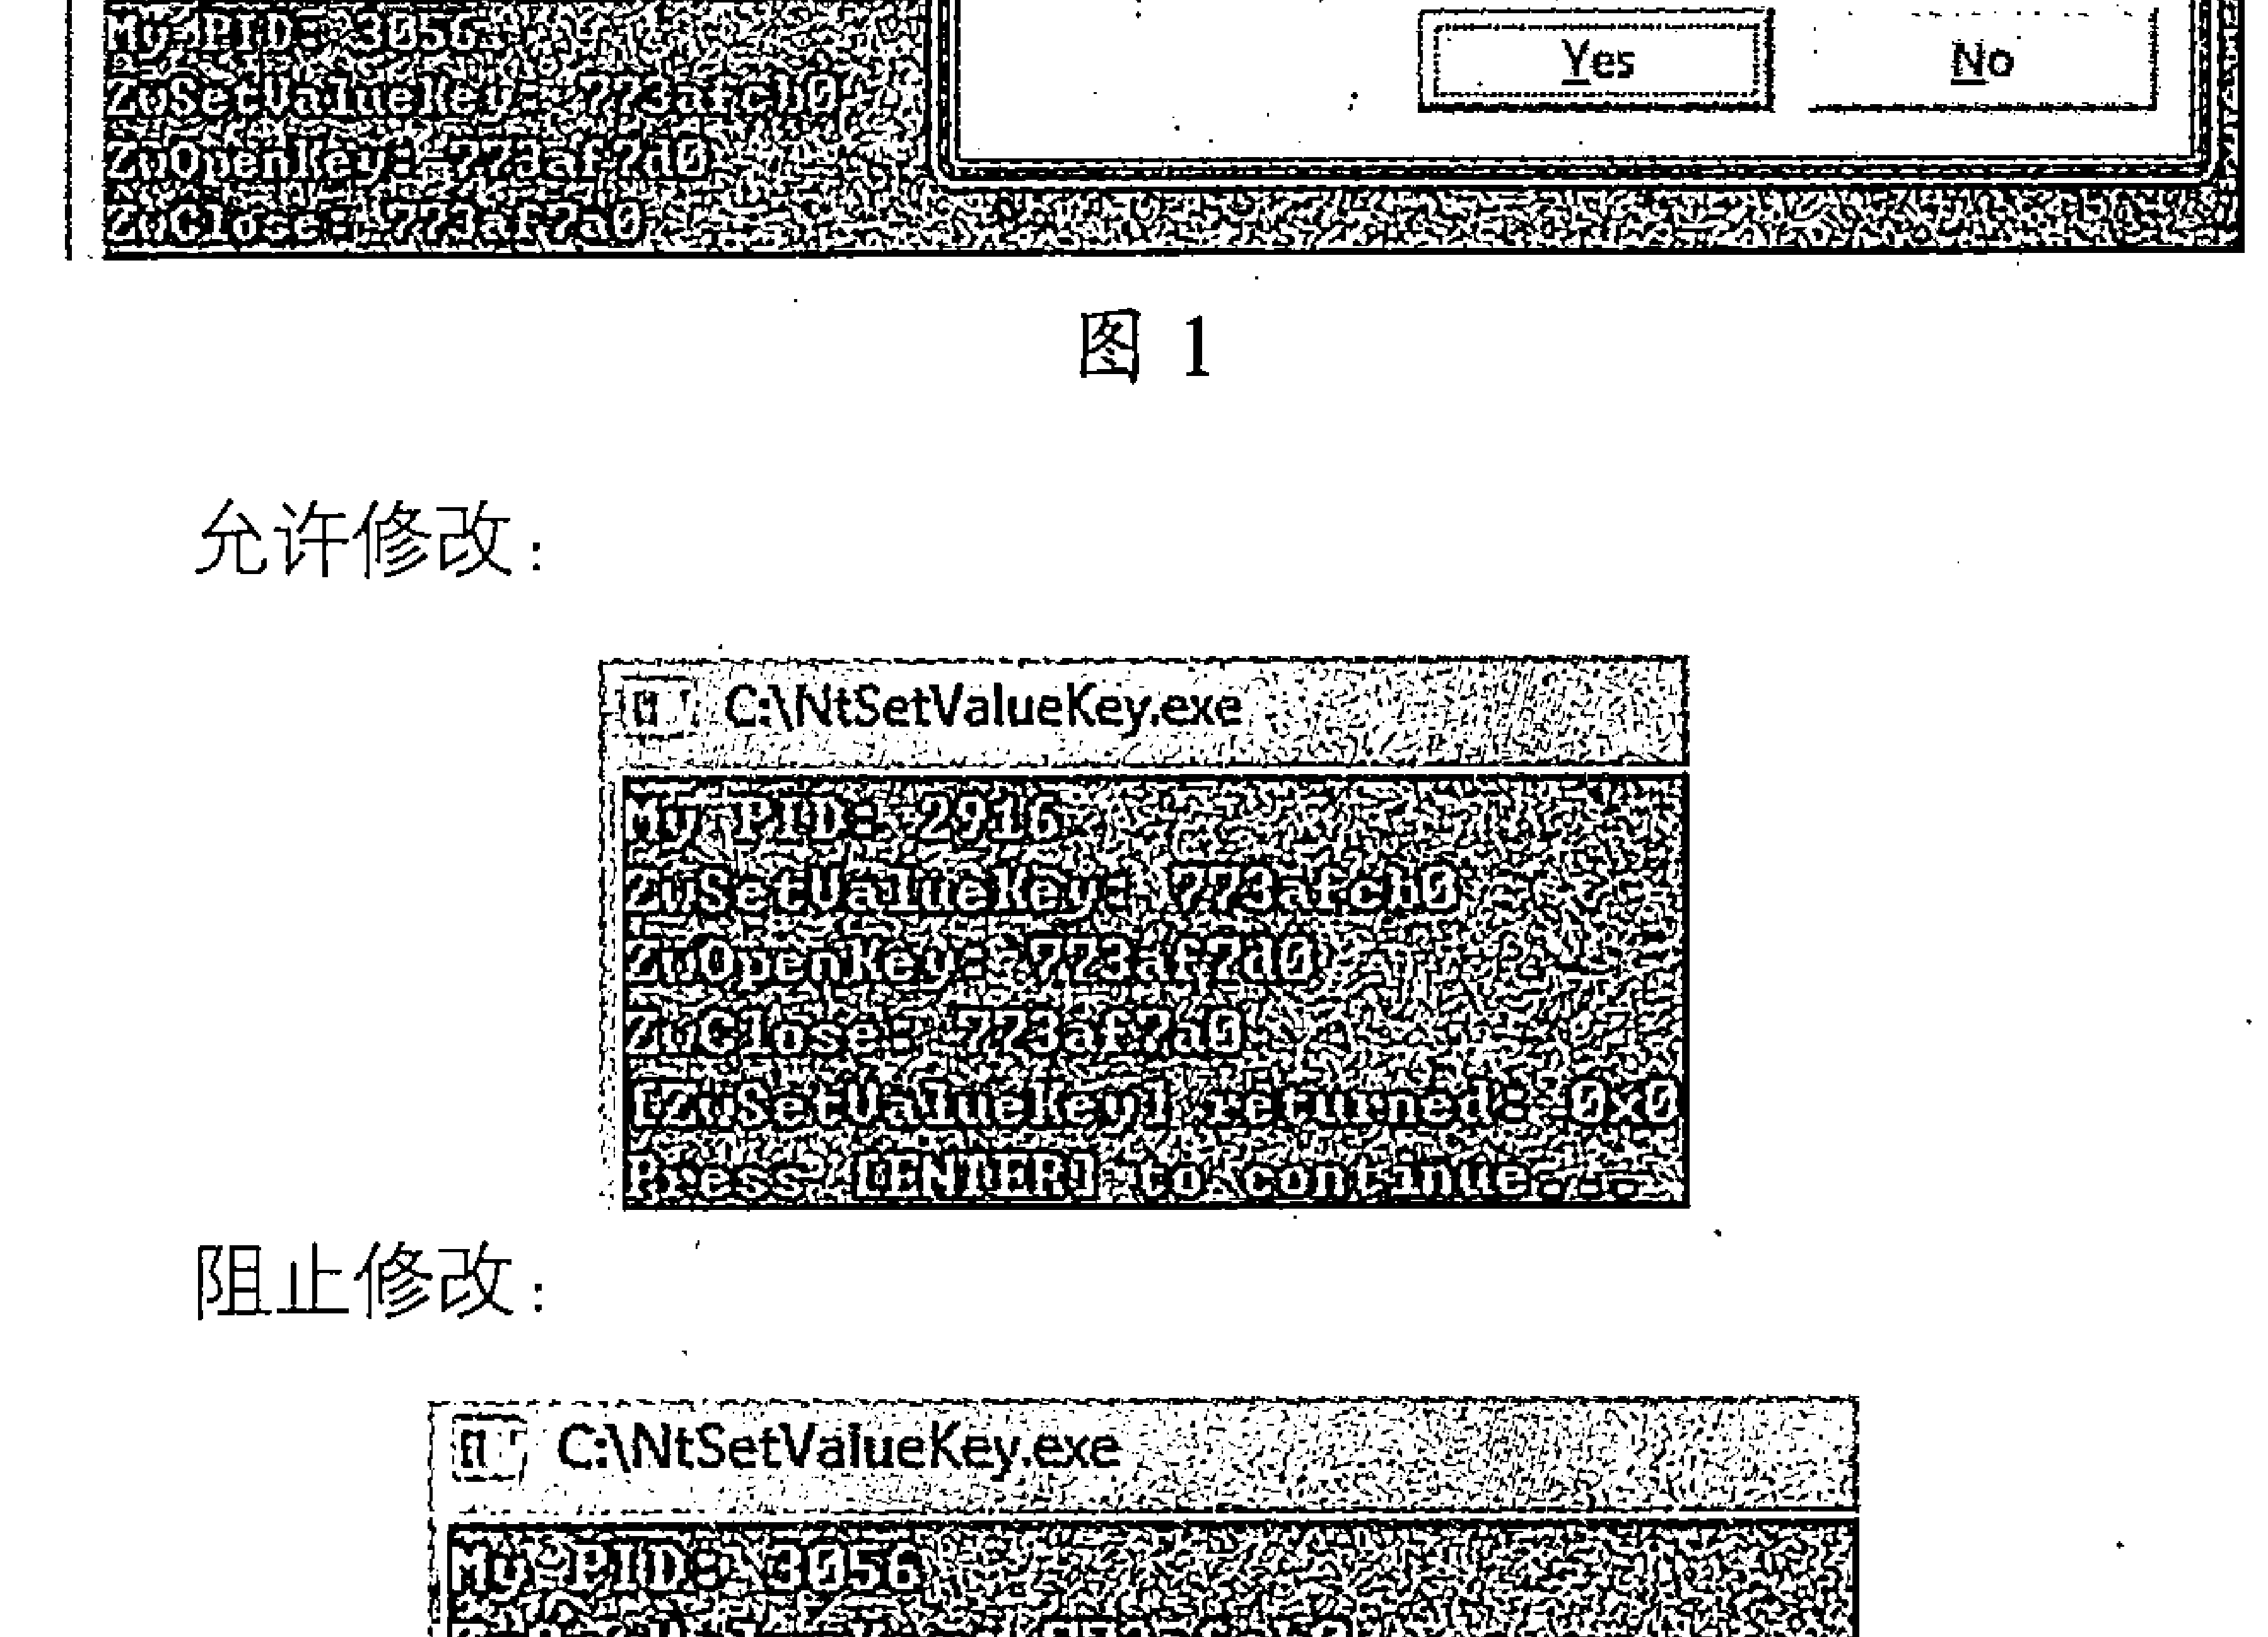 My PID: 3056
ZwSetValueKey: 773afcb0
ZwOpenKey: 773af7d0
ZwClose: 773af7a0
Yes
No
图 1
允许修改:
C:\NtSetValueKey.exe
My PID: 2916
ZwSetValueKey: 773afcb0
ZwOpenKey: 773af7d0
ZwClose: 773af7a0
[ZwSetValueKey] returned: 0x0
Press [ENTER] to continue...
阻止修改:
C:\NtSetValueKey.exe
My PID: 3056